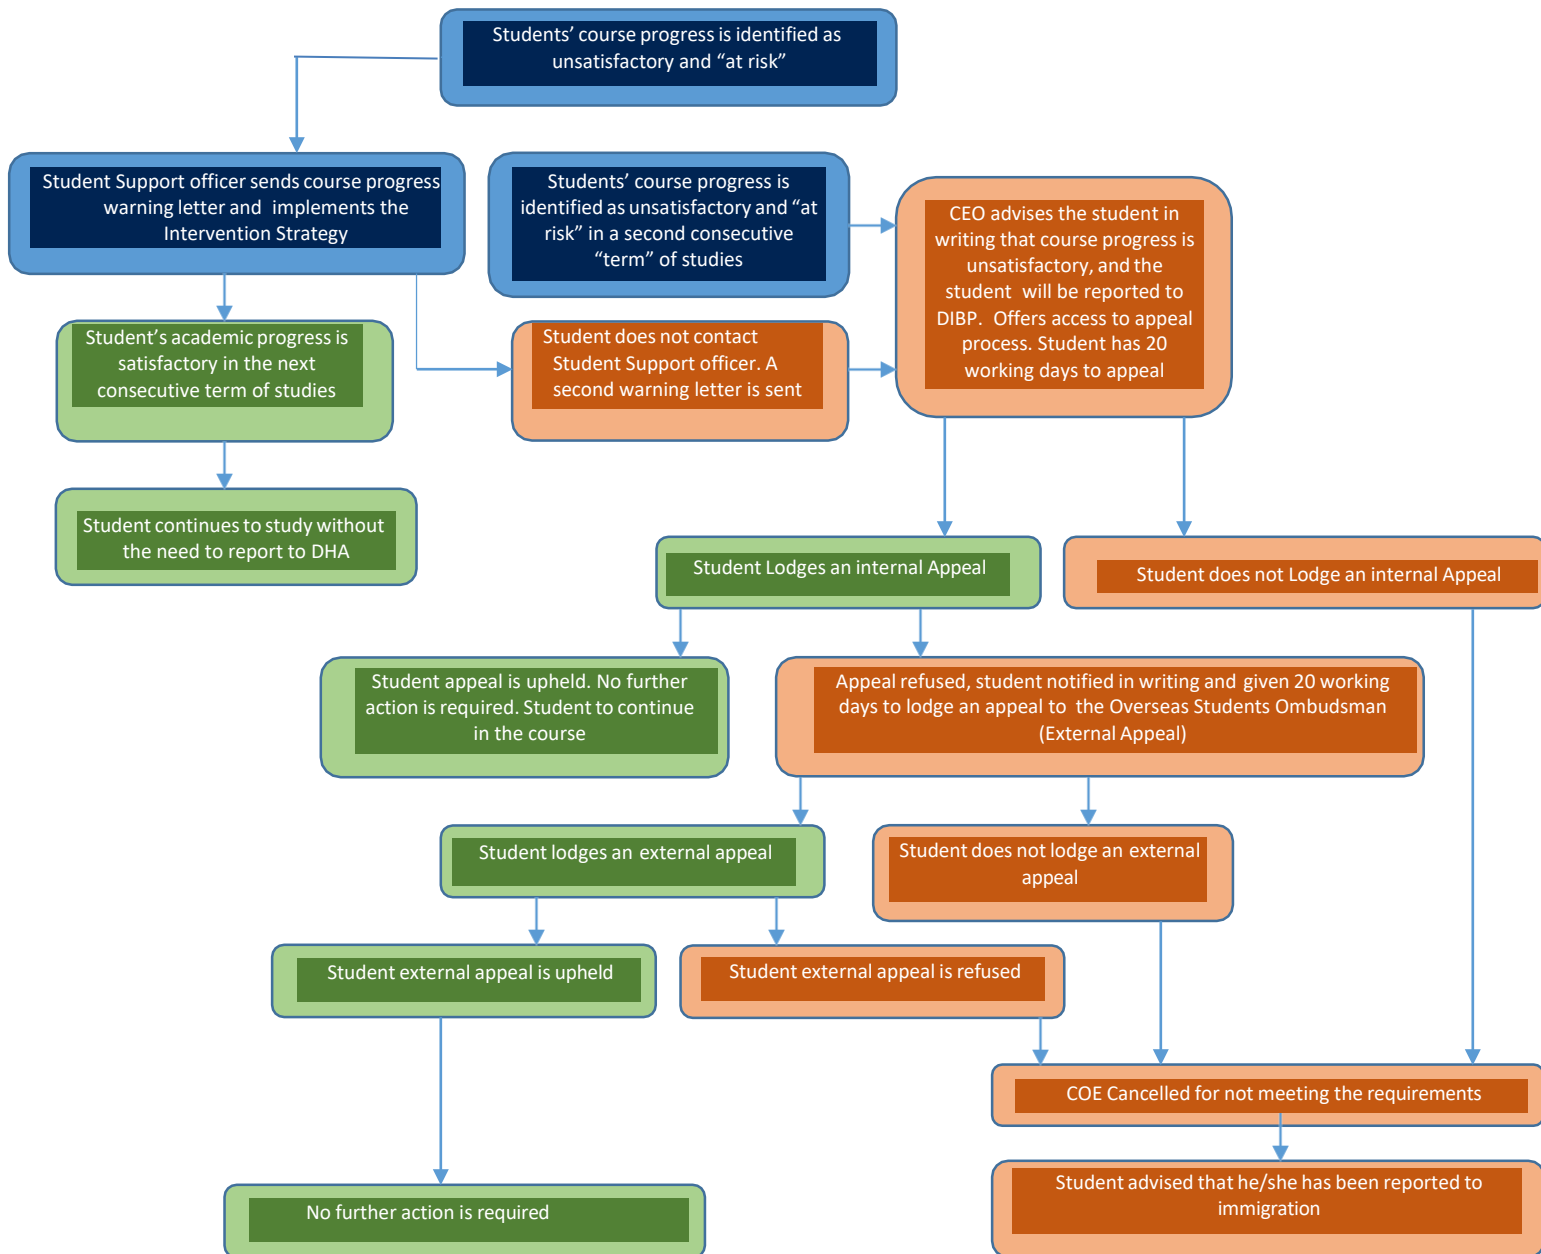 Students’ course progress is identified as
unsatisfactory and “at risk”
Student Support officer sends course progress
warning letter and implements the
Intervention Strategy
Students’ course progress is
identified as unsatisfactory and “at
risk” in a second consecutive
“term” of studies
CEO advises the student in
writing that course progress is
unsatisfactory, and the
student will be reported to
DIBP. Offers access to appeal
process. Student has 20
working days to appeal
Student’s academic progress is
satisfactory in the next
consecutive term of studies
Student does not contact
Student Support officer. A
second warning letter is sent
Student continues to study without
the need to report to DHA
Student Lodges an internal Appeal
Student does not Lodge an internal Appeal
Student appeal is upheld. No further
action is required. Student to continue
in the course
Appeal refused, student notified in writing and given 20 working
days to lodge an appeal to the Overseas Students Ombudsman
(External Appeal)
Student lodges an external appeal
Student does not lodge an external
appeal
Student external appeal is upheld
Student external appeal is refused
COE Cancelled for not meeting the requirements
Student advised that he/she has been reported to
immigration
No further action is required